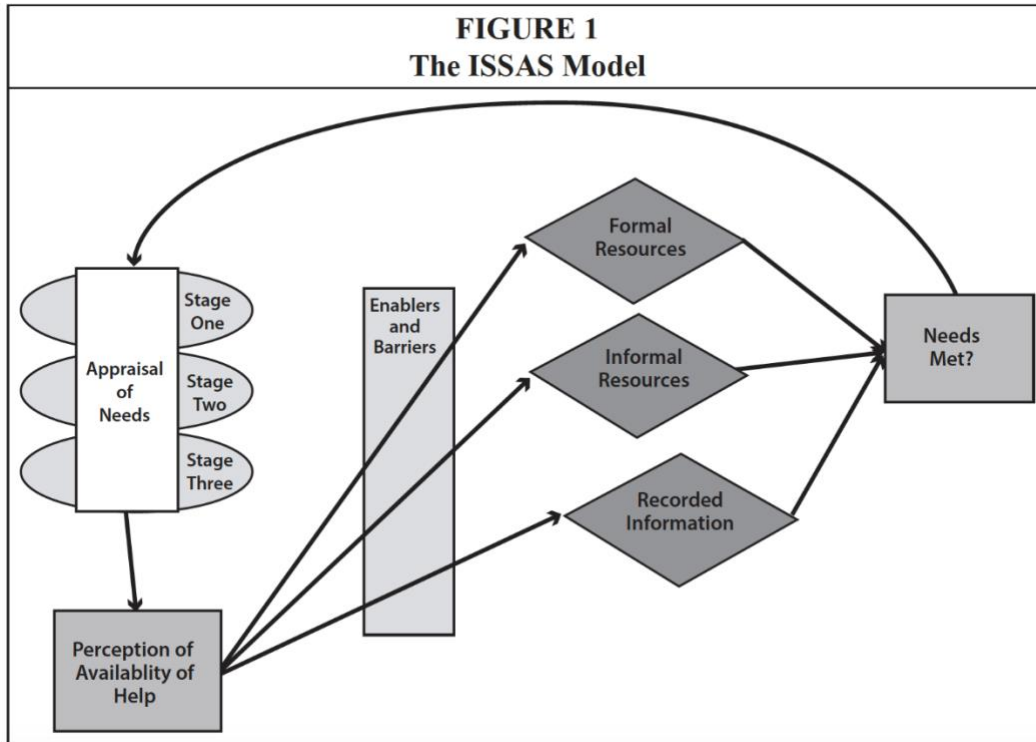 FIGURE 1
The ISSAS Model
Formal
Resources
Stage
One
Enablers
and
Barriers
Needs
Met?
Informal
Resources
Appraisal
of
Needs
Stage
Two
Stage
Three
Recorded
Information
Perception of
Availablity of
Help